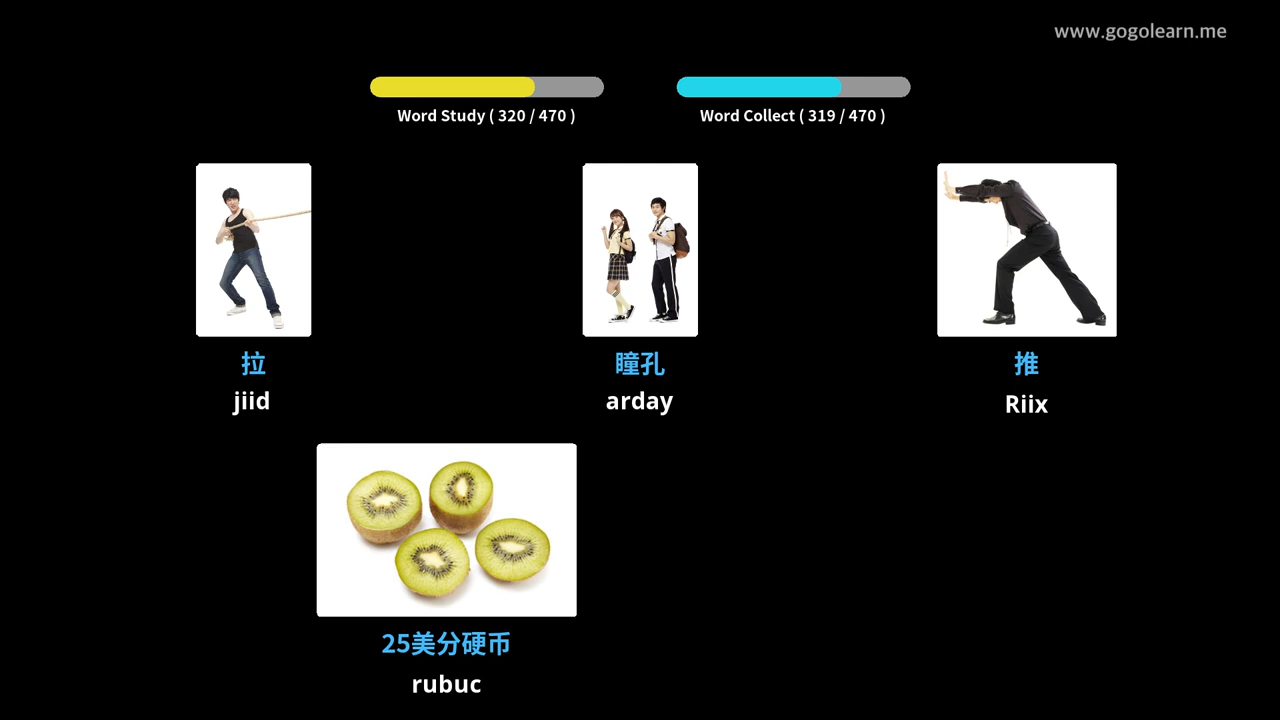 www.gogolearn.me
Word Study ( 320 / 470 )
Word Collect ( 319 / 470 )
拉
jiid
瞳孔
arday
推
Riix
25美分硬币
rubuc